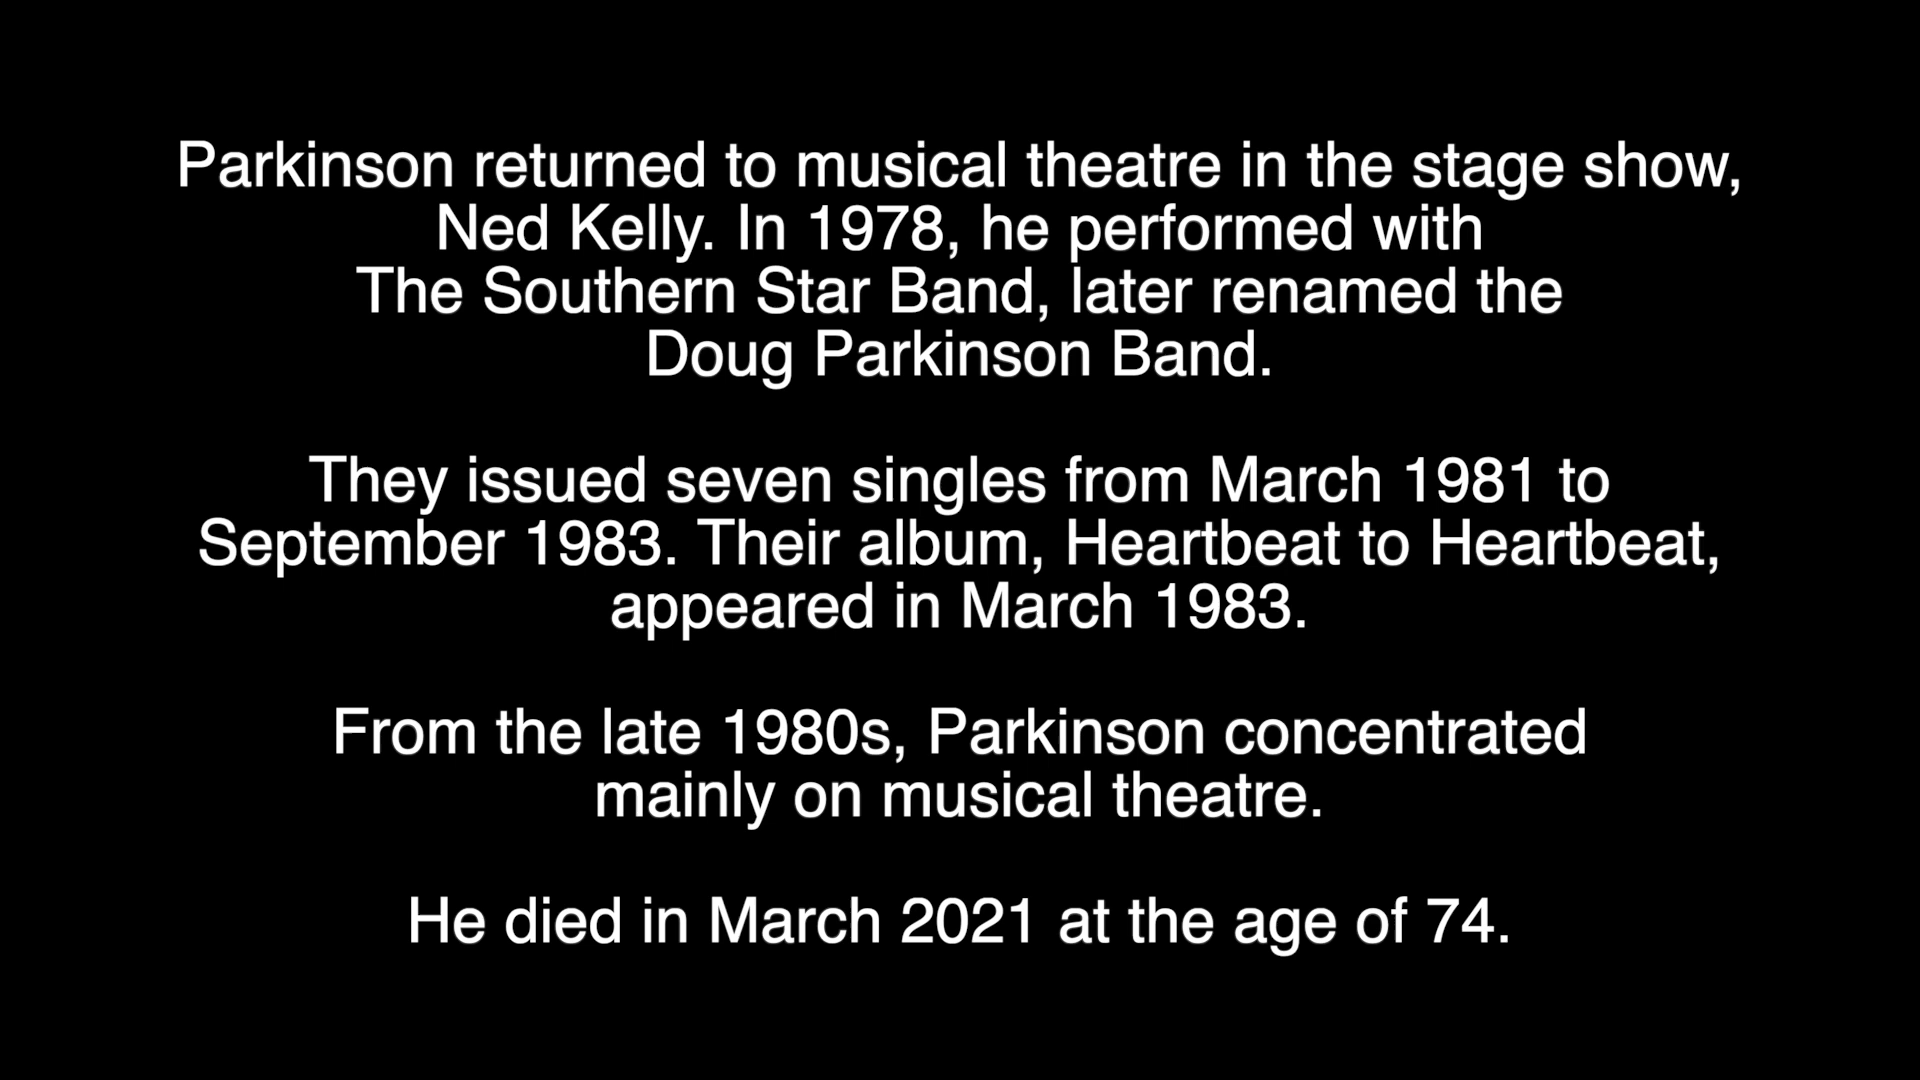 Parkinson returned to musical theatre in the stage show,
Ned Kelly. In 1978, he performed with
The Southern Star Band, later renamed the
Doug Parkinson Band.
They issued seven singles from March 1981 to
September 1983. Their album, Heartbeat to Heartbeat,
appeared in March 1983.
From the late 1980s, Parkinson concentrated
mainly on musical theatre.
He died in March 2021 at the age of 74.